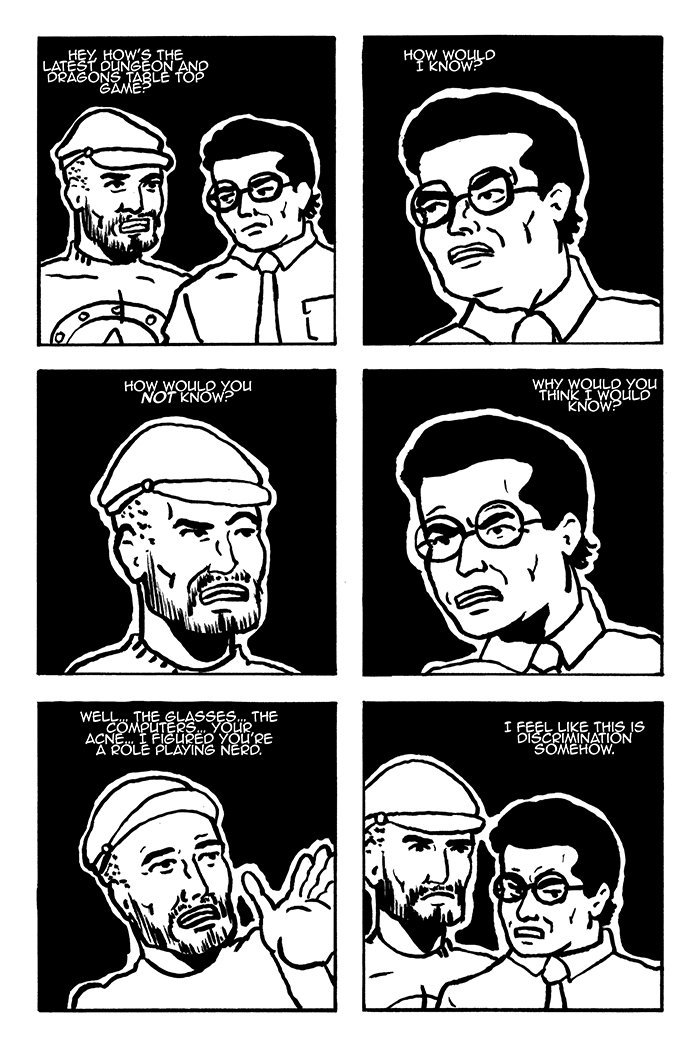 HEY, HOW'S THE
LATEST DUNGEON AND
DRAGONS TABLE TOP
GAME?
HOW WOULD
I KNOW?
HOW WOULD YOU
NOT KNOW?
WHY WOULD YOU
THINK I WOULD
KNOW?
WELL... THE GLASSES... THE
COMPUTERS... YOUR
ACNE... I FIGURED YOU'RE
A ROLE PLAYING NERD.
I FEEL LIKE THIS IS
DISCRIMINATION
SOMEHOW.